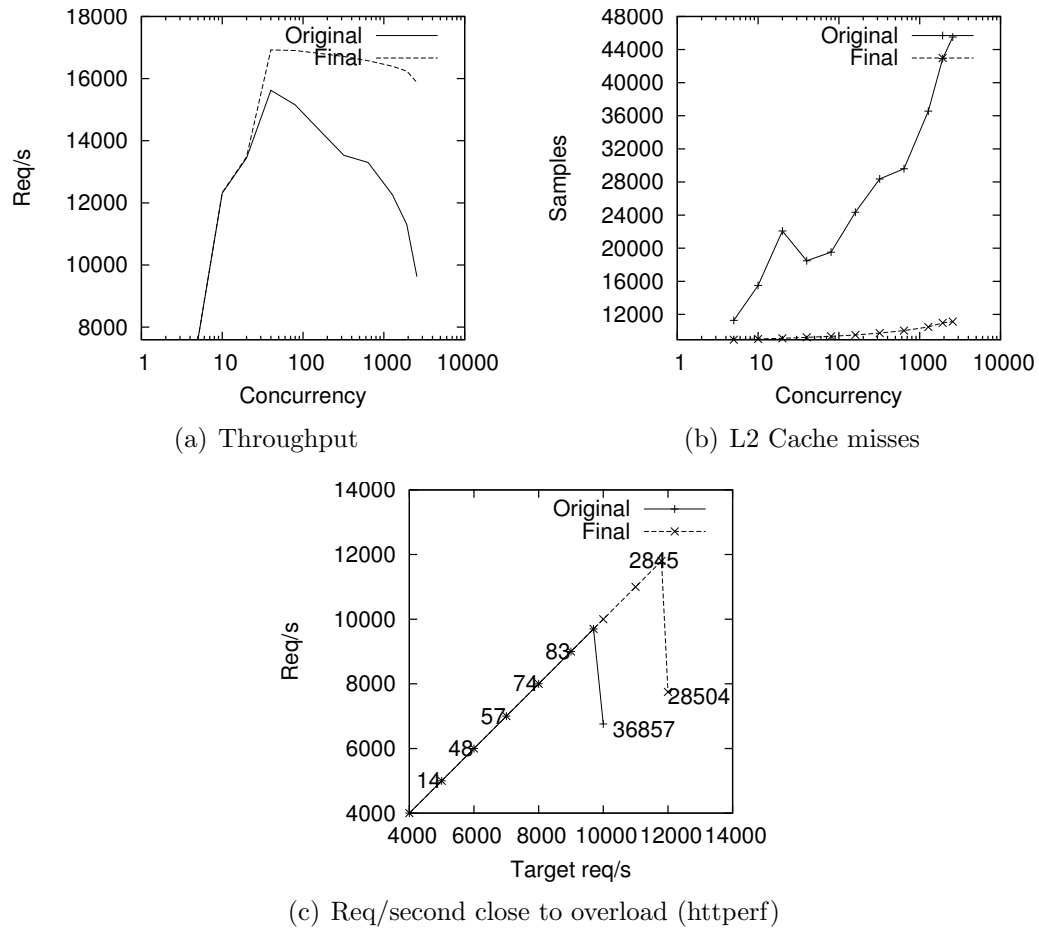 18000
16000
14000
12000
10000
8000
Req/s
Original
Final
1 10 100 1000 10000
Concurrency
(a) Throughput
48000
44000
40000
36000
32000
28000
24000
20000
16000
12000
Samples
Original
Final
1 10 100 1000 10000
Concurrency
(b) L2 Cache misses
14000
12000
10000
8000
6000
4000
Req/s
Original
Final
2845
83
74
57
48
14
28504
36857
4000 6000 8000 10000 12000 14000
Target req/s
(c) Req/second close to overload (httperf)